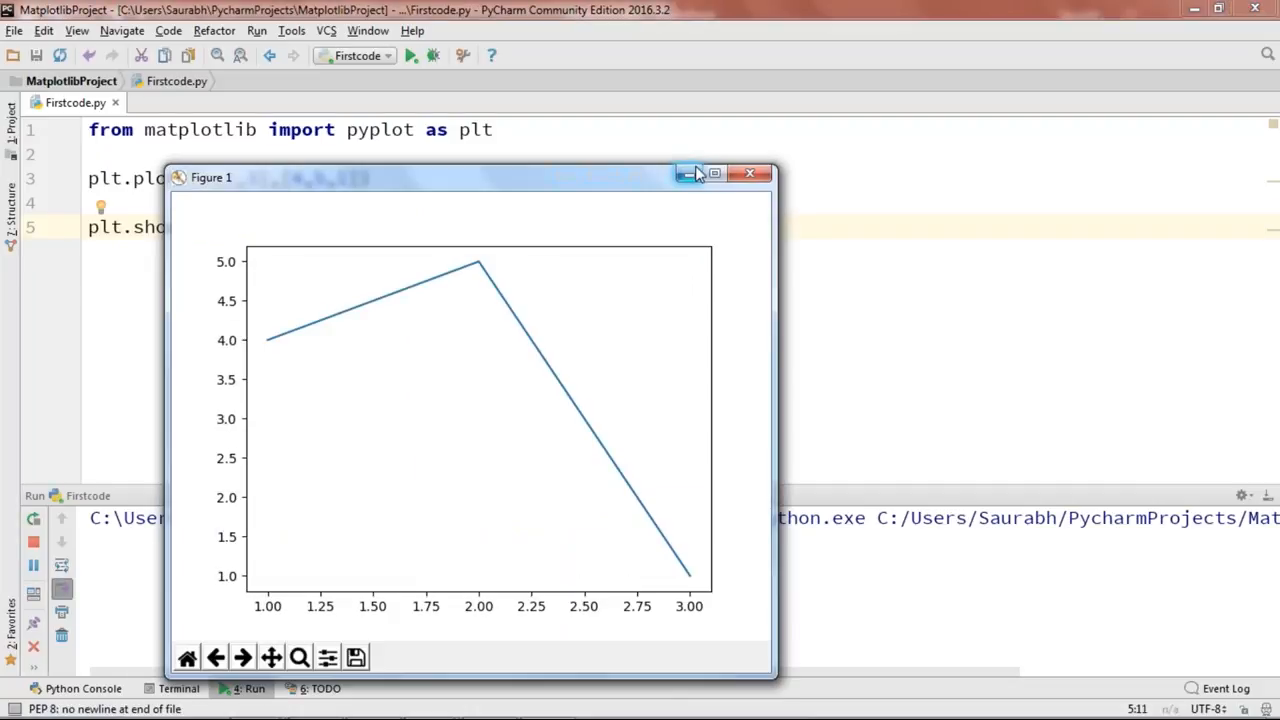 MatplotlibProject - [C:\Users\Saurabh\PycharmProjects\MatplotlibProject] - ...\Firstcode.py - PyCharm Community Edition 2016.3.2
File Edit View Navigate Code Refactor Run Tools VCS Window Help
Firstcode
MatplotlibProject Firstcode.py
Firstcode.py
1: Project
Z: Structure
2: Favorites
1 from matplotlib import pyplot as plt
2
3 plt.plo
4
5 plt.sho
Figure 1
5.0
4.5
4.0
3.5
3.0
2.5
2.0
1.5
1.0
1.00 1.25 1.50 1.75 2.00 2.25 2.50 2.75 3.00
Run Firstcode
C:\User thon.exe C:/Users/Saurabh/PycharmProjects/Mat
Python Console Terminal 4: Run 6: TODO Event Log
PEP 8: no newline at end of file 5:11 n/a UTF-8